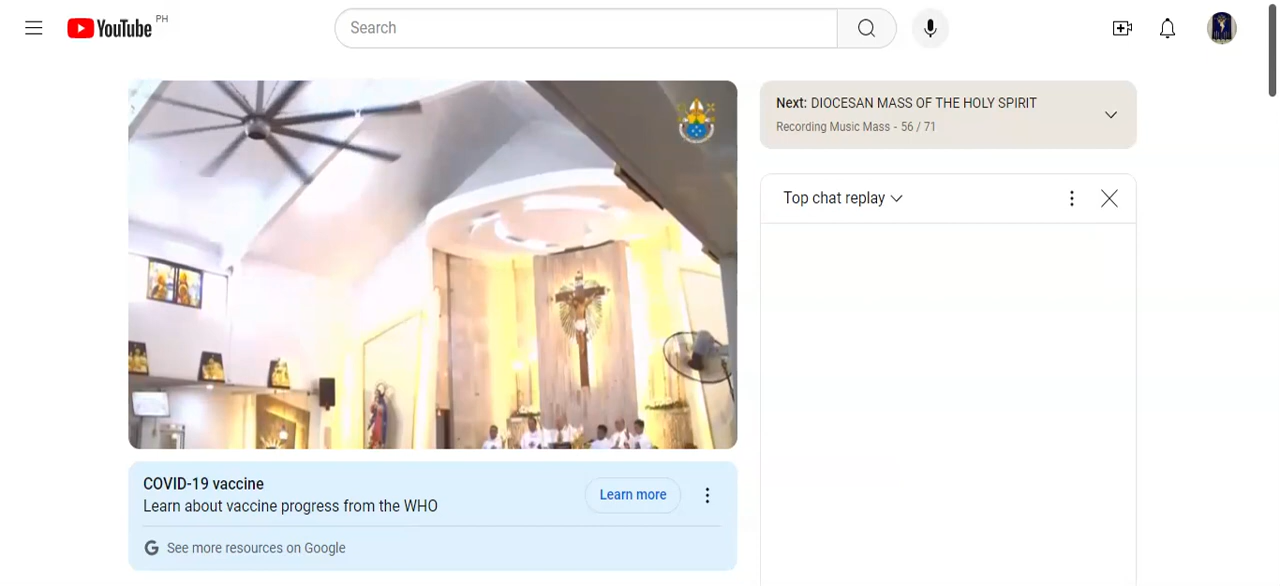 YouTube PH
Search
Next: DIOCESAN MASS OF THE HOLY SPIRIT
Recording Music Mass - 56 / 71
Top chat replay
COVID-19 vaccine
Learn about vaccine progress from the WHO
Learn more
See more resources on Google